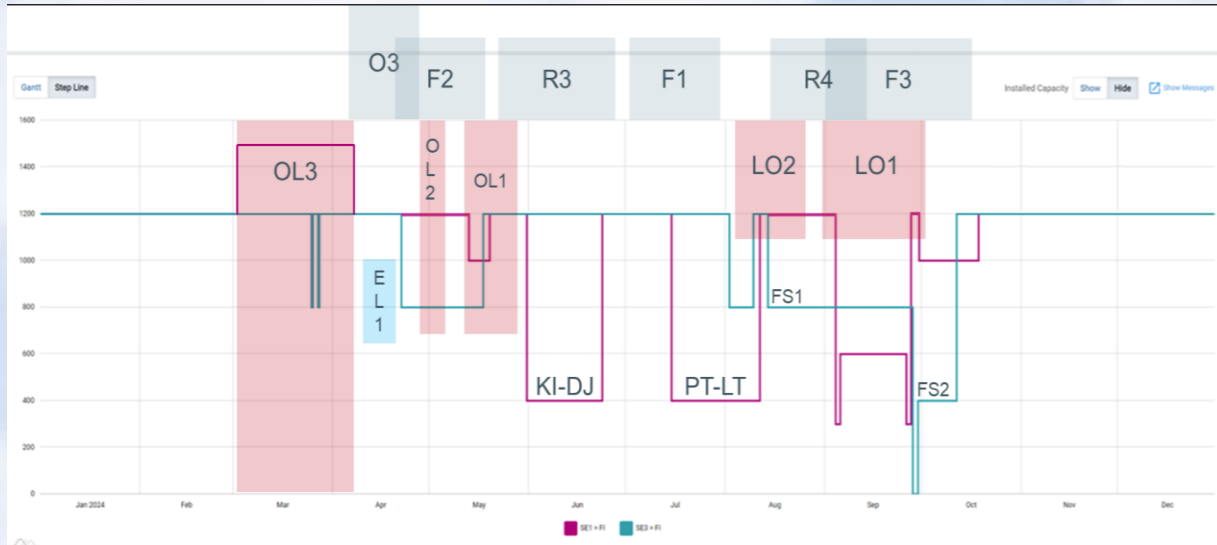 O3
F2
R3
F1
R4
F3
Gantt
Step Line
Installed Capacity
Show
Hide
Show Messages
1600
1400
1200
1000
800
600
400
200
0
OL3
O
L
2
OL1
LO2
LO1
E
L
1
FS1
KI-DJ
PT-LT
FS2
Jan 2024
Feb
Mar
Apr
May
Jun
Jul
Aug
Sep
Oct
Nov
Dec
SE1 > FI
SE3 > FI